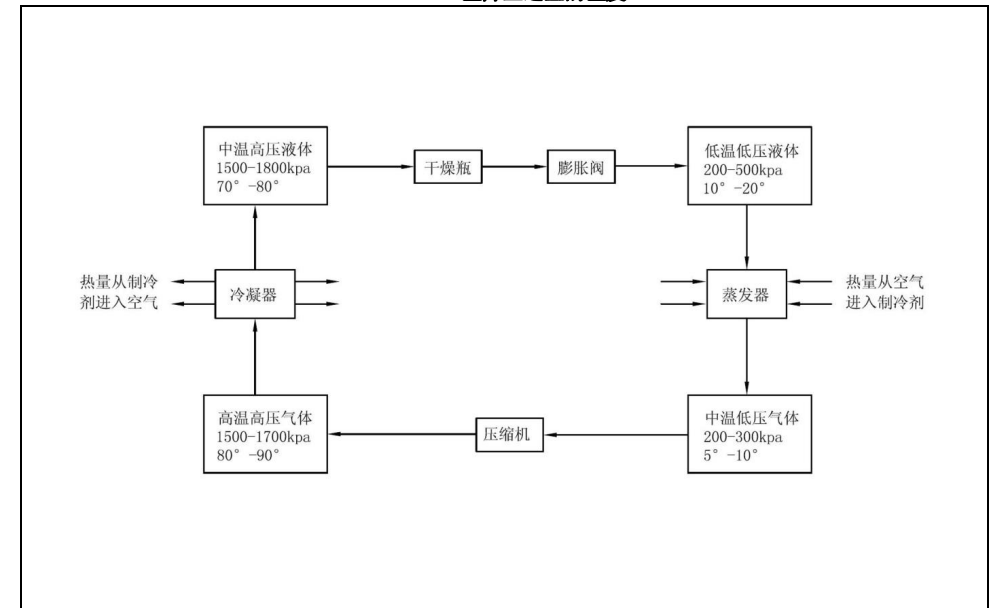 中温高压液体
1500-1800kpa
70° -80°
干燥瓶
膨胀阀
低温低压液体
200-500kpa
10° -20°
热量从制冷
剂进入空气
冷凝器
蒸发器
热量从空气
进入制冷剂
高温高压气体
1500-1700kpa
80° -90°
压缩机
中温低压气体
200-300kpa
5° -10°